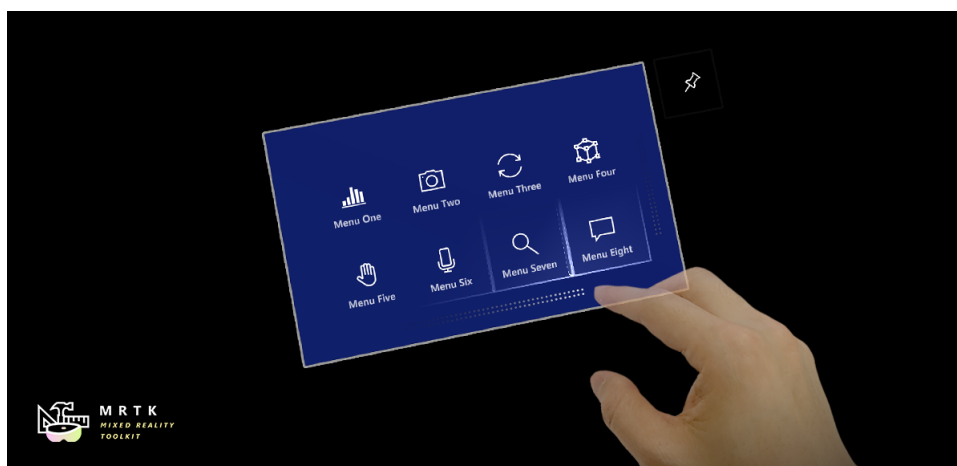 Menu One
Menu Two
Menu Three
Menu Four
Menu Five
Menu Six
Menu Seven
Menu Eight
MRTK
MIXED REALITY
TOOLKIT